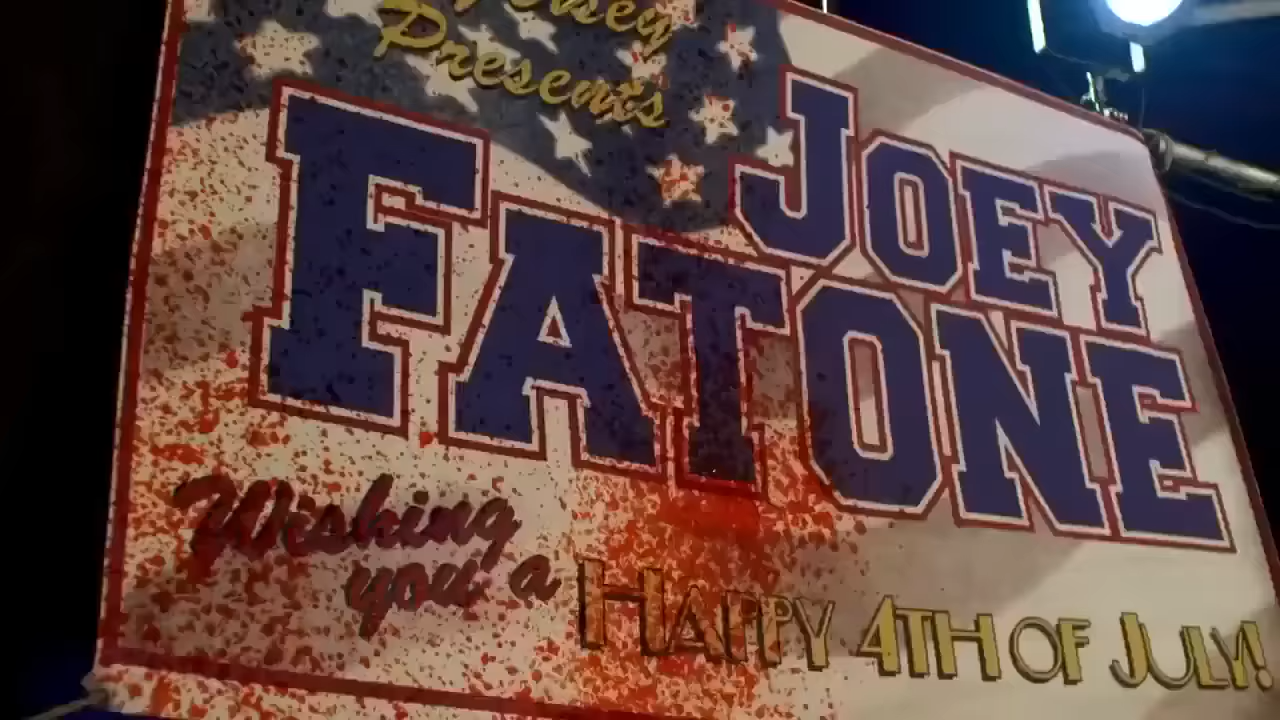 Presents
JOEY
FATONE
Wishing
you a
HAPPY 4TH OF JULY!